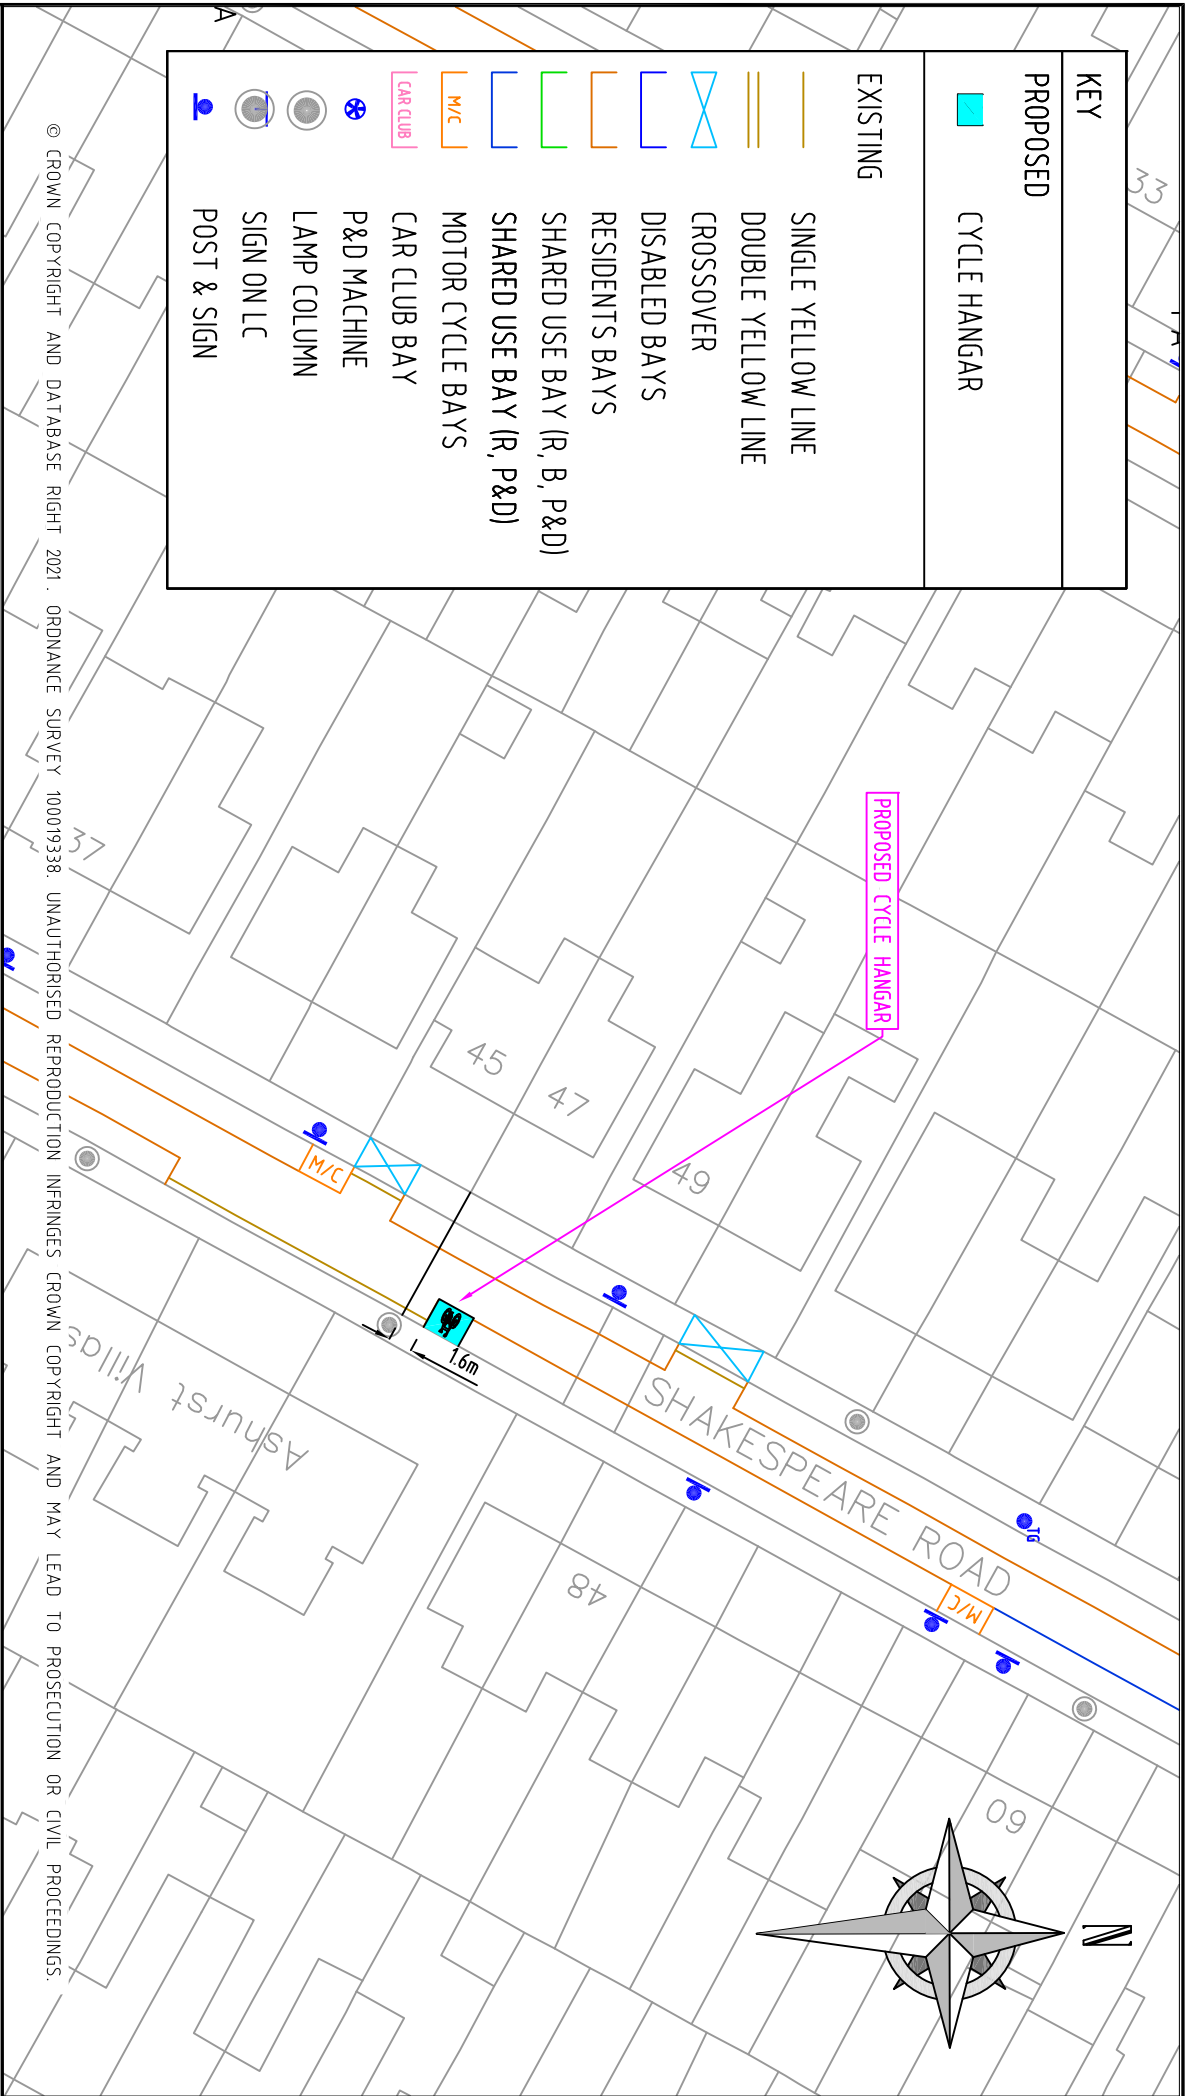 KEY
PROPOSED
CYCLE HANGAR
EXISTING
SINGLE YELLOW LINE
DOUBLE YELLOW LINE
CROSSOVER
DISABLED BAYS
RESIDENTS BAYS
SHARED USE BAY (R, B, P&D)
SHARED USE BAY (R, P&D)
M/C MOTOR CYCLE BAYS
CAR CLUB CAR CLUB BAY
P&D MACHINE
LAMP COLUMN
SIGN ON LC
POST & SIGN
33
PROPOSED CYCLE HANGAR
N
60
TG
M/C
SHAKESPEARE ROAD
49
47
45
48
1.6m
M/C
37
Ashurst Villas
A
© CROWN COPYRIGHT AND DATABASE RIGHT 2021. ORDNANCE SURVEY 100019338. UNAUTHORISED REPRODUCTION INFRINGES CROWN COPYRIGHT AND MAY LEAD TO PROSECUTION OR CIVIL PROCEEDINGS.